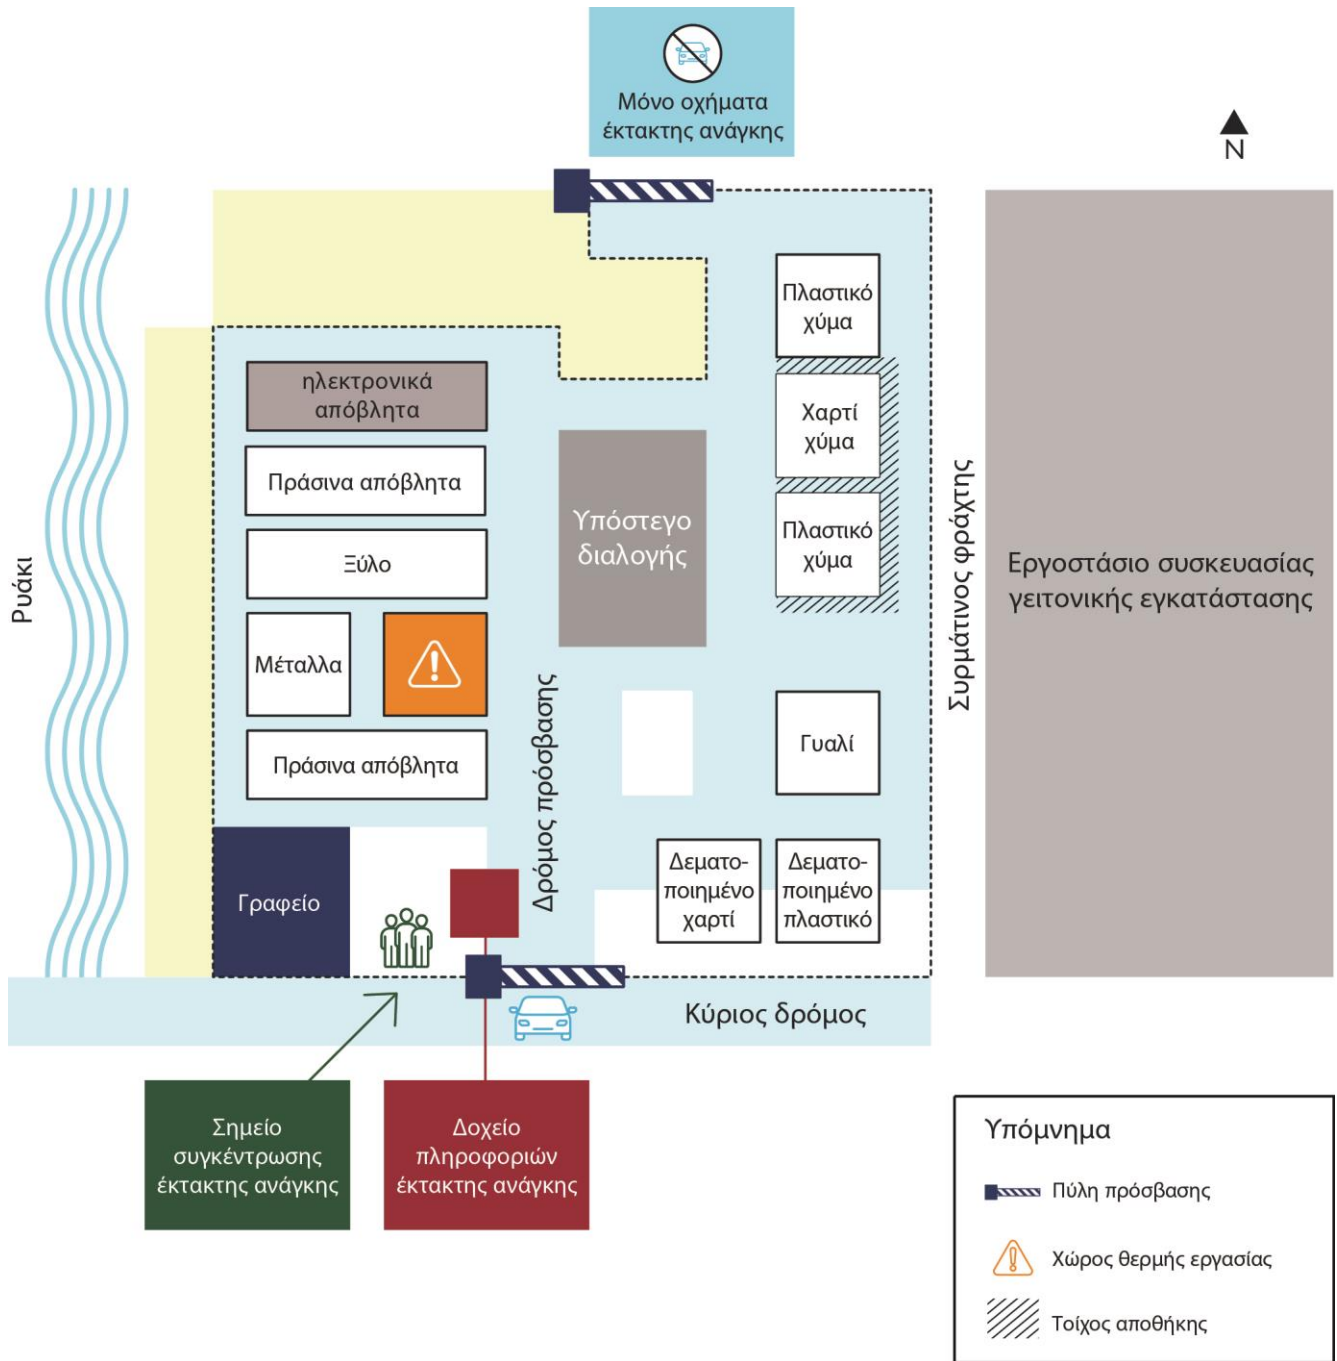 Μόνο οχήματα
έκτακτης ανάγκης
N
Πλαστικό
χύμα
ηλεκτρονικά
απόβλητα
Χαρτί
χύμα
Πράσινα απόβλητα
Υπόστεγο
διαλογής
Πλαστικό
χύμα
Ξύλο
Ρυάκι
Συρμάτινος φράχτης
Εργοστάσιο συσκευασίας
γειτονικής εγκατάστασης
Μέταλλα
Δρόμος πρόσβασης
Γυαλί
Πράσινα απόβλητα
Γραφείο
Δεματο-
ποιημένο
χαρτί
Δεματο-
ποιημένο
πλαστικό
Κύριος δρόμος
Σημείο
συγκέντρωσης
έκτακτης ανάγκης
Δοχείο
πληροφοριών
έκτακτης ανάγκης
Υπόμνημα
Πύλη πρόσβασης
Χώρος θερμής εργασίας
Τοίχος αποθήκης